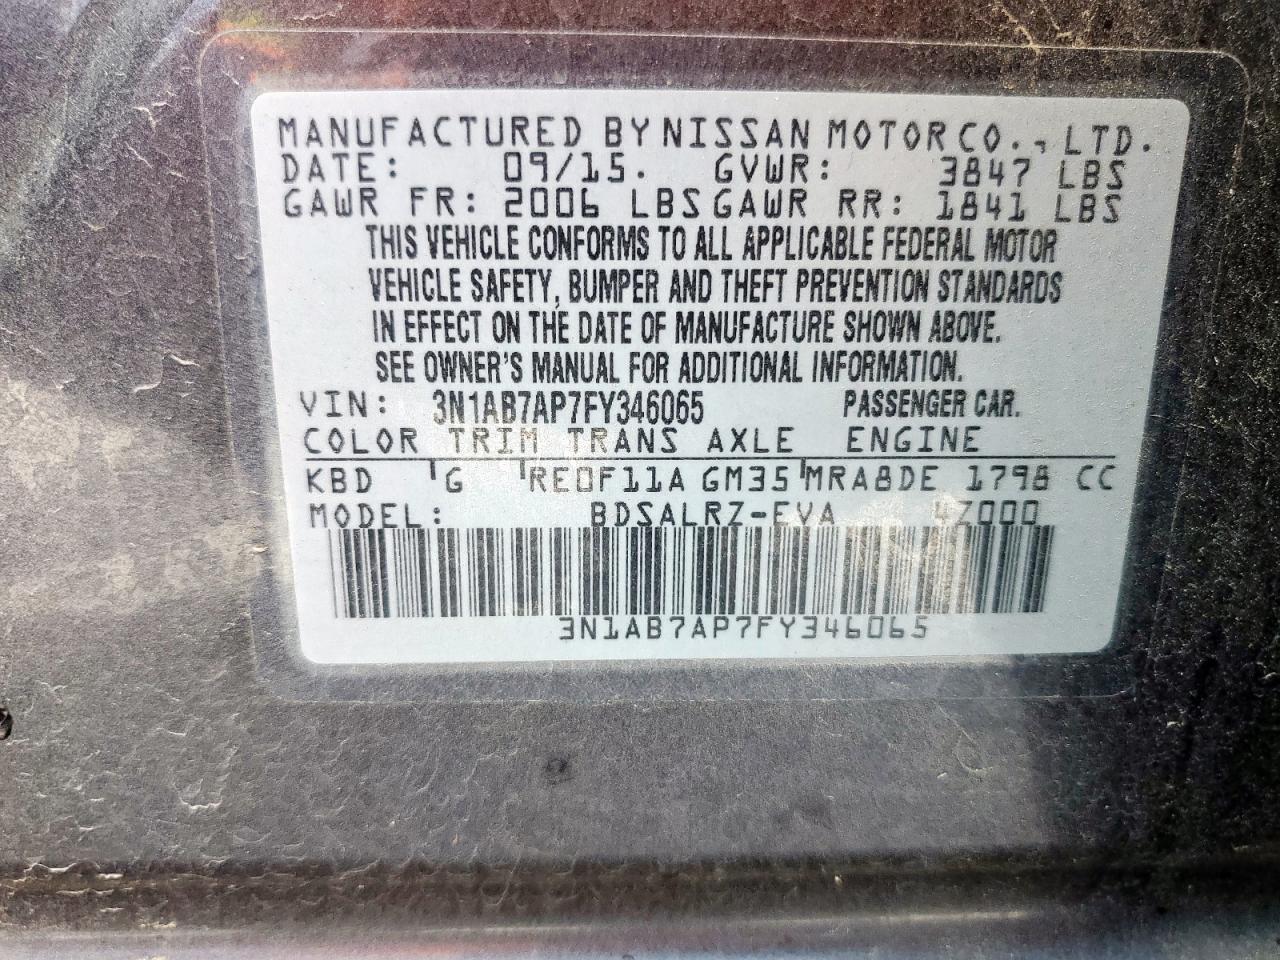 MANUFACTURED BY NISSAN MOTOR CO., LTD.
DATE: 09/15. GVWR: 3847 LBS
GAWR FR: 2006 LBS GAWR RR: 1841 LBS
THIS VEHICLE CONFORMS TO ALL APPLICABLE FEDERAL MOTOR
VEHICLE SAFETY, BUMPER AND THEFT PREVENTION STANDARDS
IN EFFECT ON THE DATE OF MANUFACTURE SHOWN ABOVE.
SEE OWNER'S MANUAL FOR ADDITIONAL INFORMATION.
VIN: 3N1AB7AP7FY346065 PASSENGER CAR.
COLOR TRIM TRANS AXLE ENGINE
KBD G RE0F11A GM35 MRA8DE 1798 CC
MODEL: BDSALRZ-EVA 4Z000
3N1AB7AP7FY346065